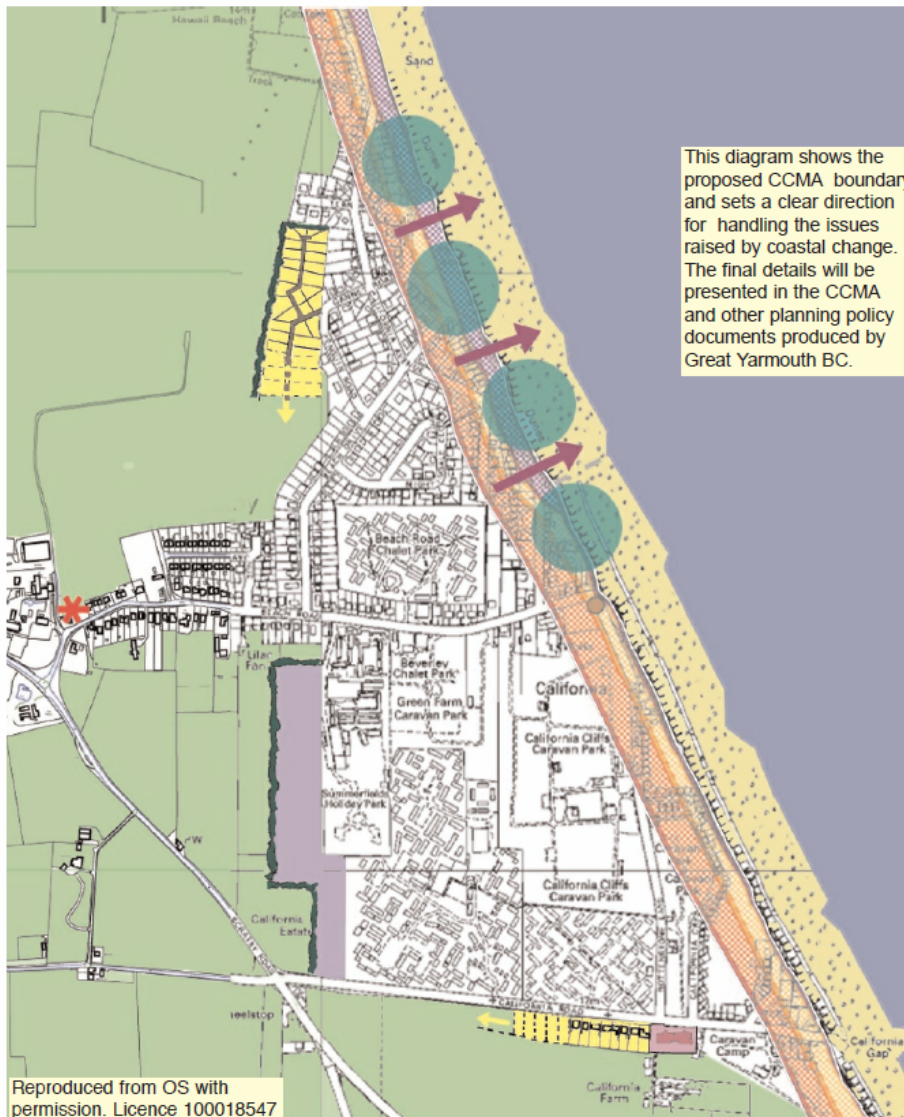 Hawaii Beach
Track
Sand
Dunes
This diagram shows the
proposed CCMA boundary
and sets a clear direction
for handling the issues
raised by coastal change.
The final details will be
presented in the CCMA
and other planning policy
documents produced by
Great Yarmouth BC.
Dunes
Beach Road
Chalet Park
Beverley
Chalet Park
Green Farm
Caravan Park
California
California Cliffs
Caravan Park
Summerfields
Holiday Park
California Cliffs
Caravan Park
California
Caravan
Camp
California
Gap
California
Farm
Reproduced from OS with
permission. Licence 100018547